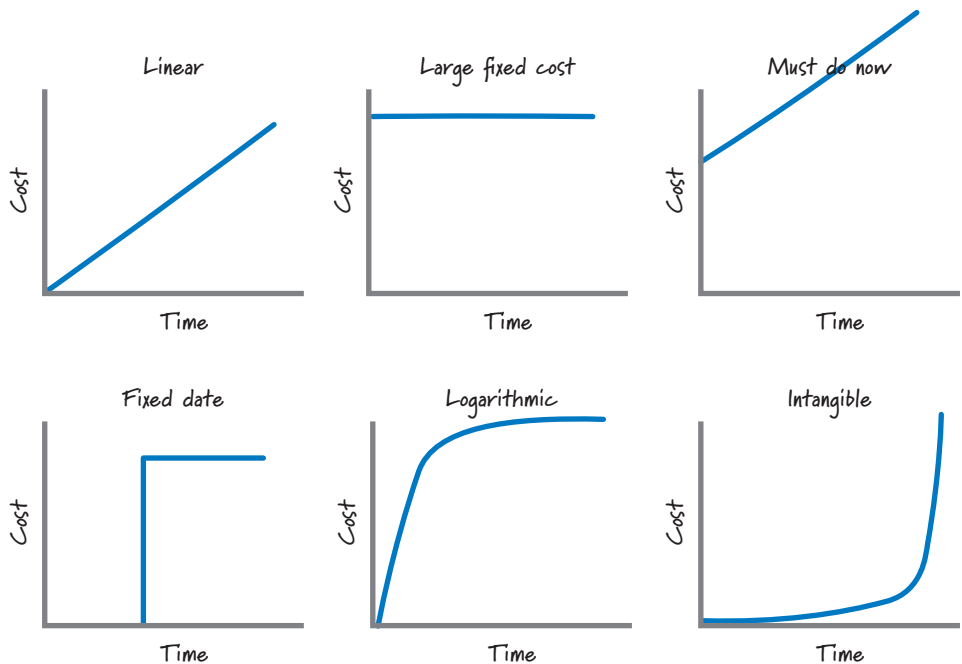 Linear
Large fixed cost
Must do now
Cost
Cost
Cost
Time
Time
Time
Fixed date
Logarithmic
Intangible
Cost
Cost
Cost
Time
Time
Time